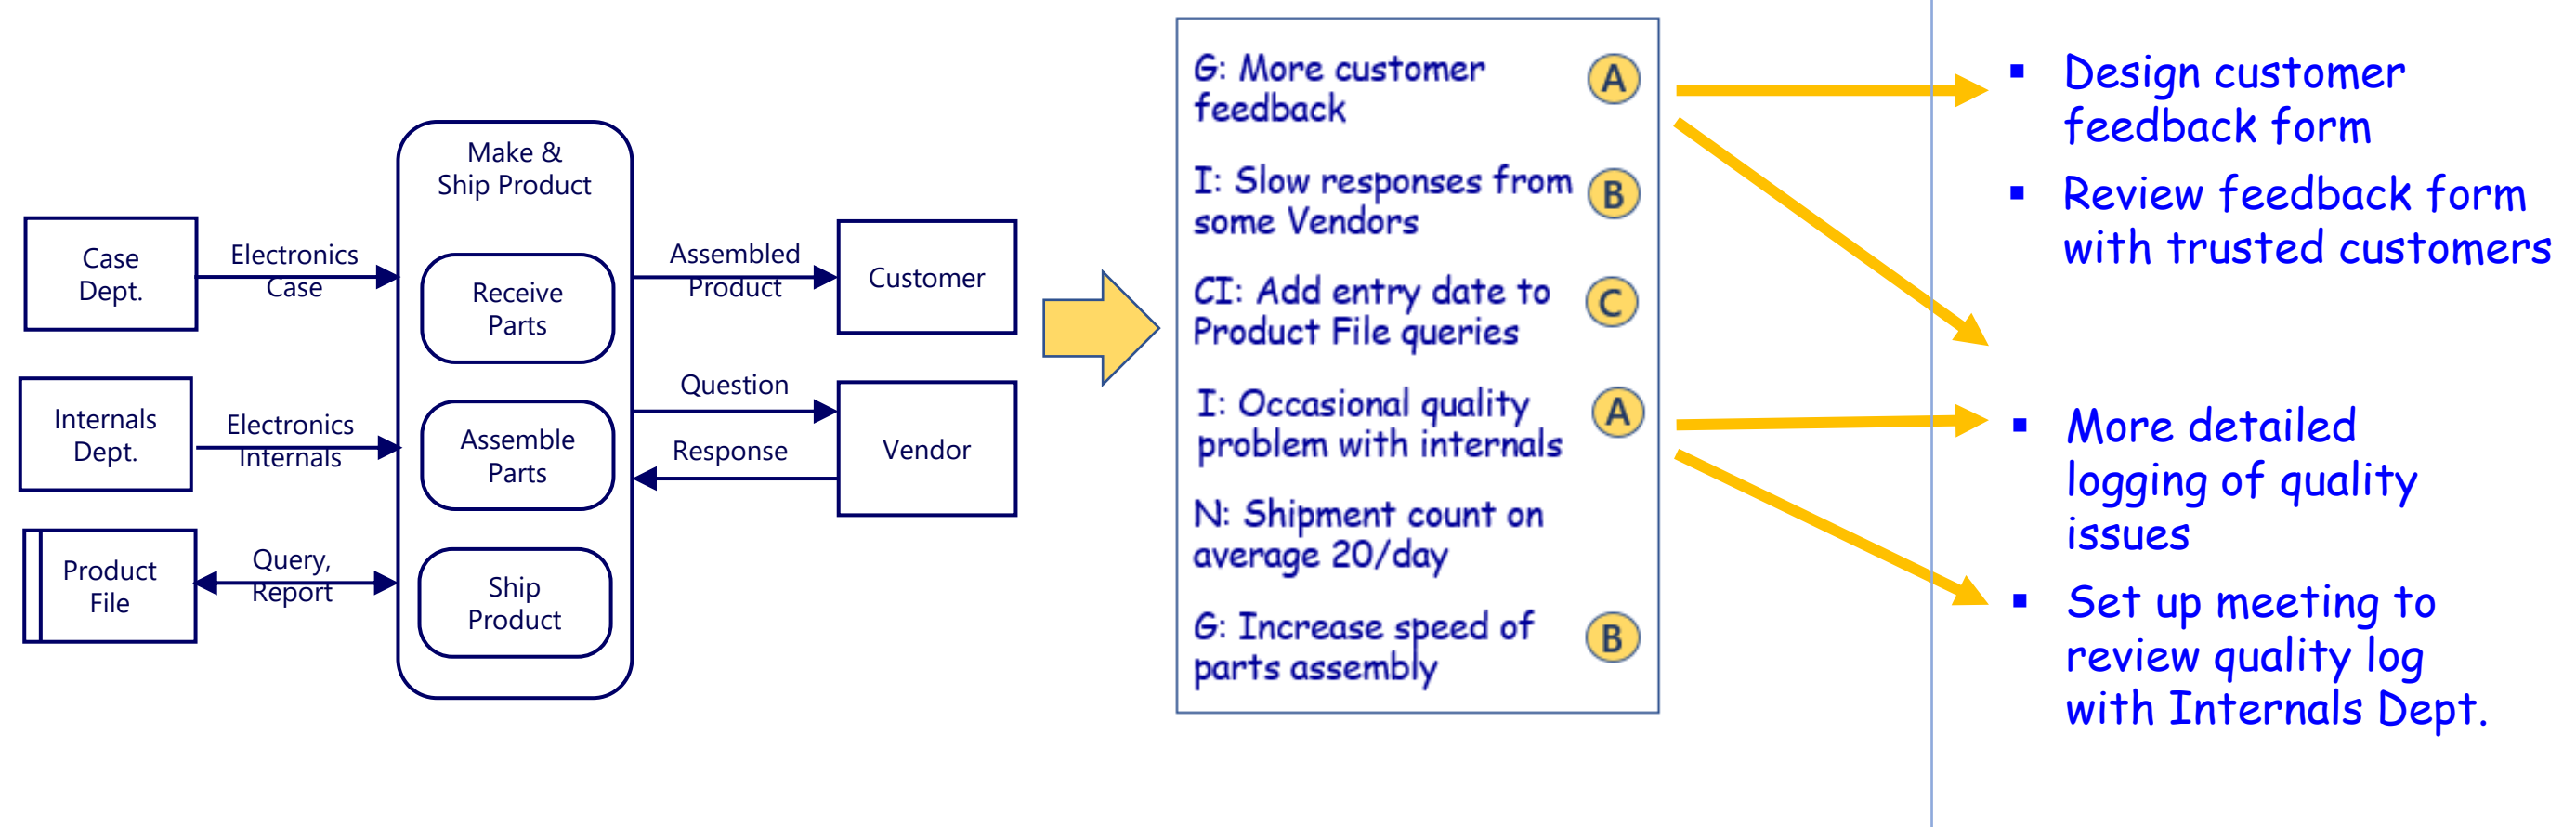 Make &
Ship Product
Case
Dept.
Electronics
Case
Receive
Parts
Assembled
Product
Customer
Internals
Dept.
Electronics
Internals
Assemble
Parts
Question
Response
Vendor
Product
File
Query,
Report
Ship
Product
G: More customer
feedback
A
I: Slow responses from
some Vendors
B
CI: Add entry date to
Product File queries
C
I: Occasional quality
problem with internals
A
N: Shipment count on
average 20/day
G: Increase speed of
parts assembly
B
▪ Design customer
feedback form
▪ Review feedback form
with trusted customers
▪ More detailed
logging of quality
issues
▪ Set up meeting to
review quality log
with Internals Dept.